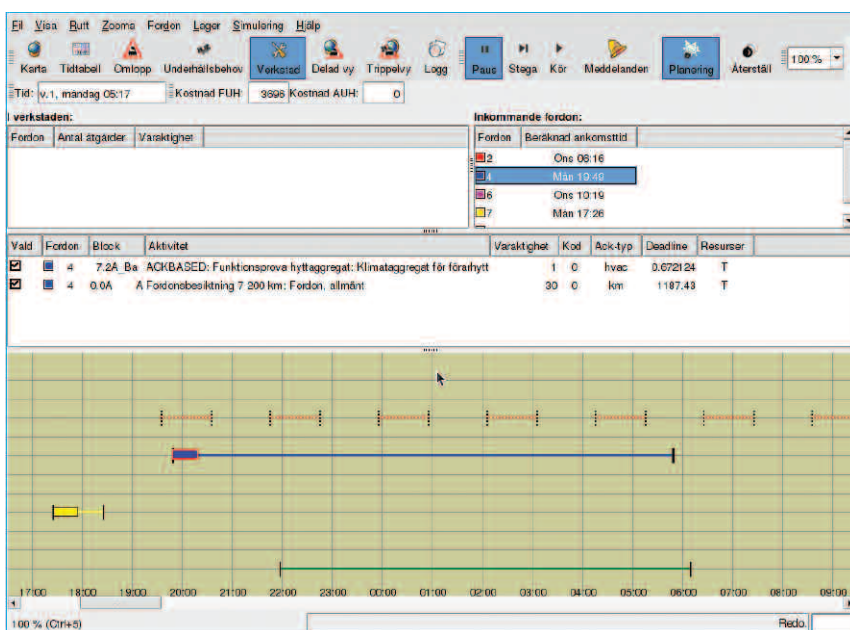 Fil Visa Rutt Zooma Fordon Lager Simulering Hjälp
Karta Tidtabell Omlopp Underhållsbehov Verkstad Delad vy Trippelvy Logg Paus Stega Kör Meddelanden Planering Återställ 100 %
Tid: v.1, måndag 05:17 Kostnad FUH: 3696 Kostnad AUH: 0
I verkstaden: Inkommande fordon:
Fordon Antal åtgärder Varaktighet Fordon Beräknad ankomsttid
2 Ons 06:16
4 Mån 19:49
6 Ons 10:19
7 Mån 17:26
Vald Fordon Block Aktivitet Varaktighet Kod Ack-typ Deadline Resurser
4 7.2A_Ba ACKBASED: Funktionsprova hyttaggregat: Klimataggregat för förarhytt 1 0 hvac 0.672124 T
4 0.0A A Fordonsbesiktning 7 200 km: Fordon, allmänt 30 0 km 1187.43 T
17:00 18:00 19:00 20:00 21:00 22:00 23:00 00:00 01:00 02:00 03:00 04:00 05:00 06:00 07:00 08:00 09:00
100 % (Ctrl+5) Redo.